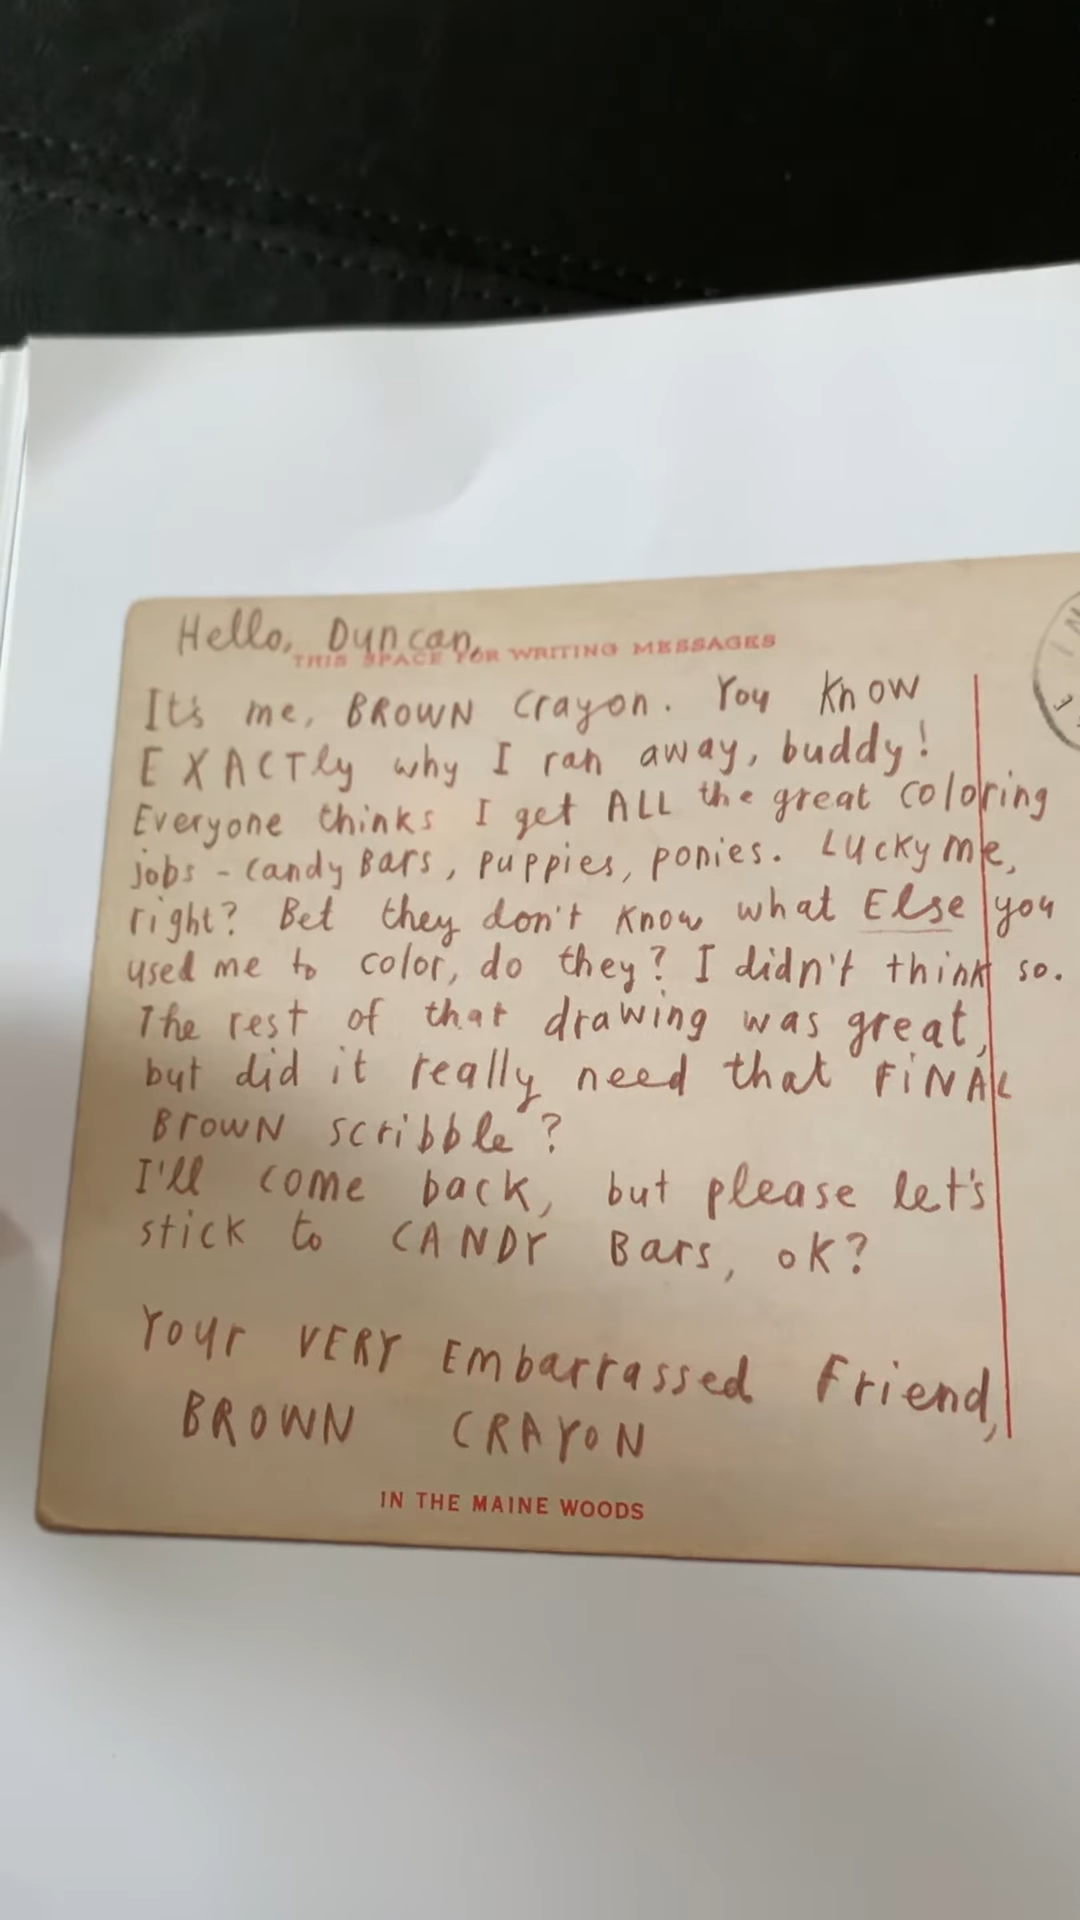 Hello, Duncan,
THIS SPACE FOR WRITING MESSAGES
It's me, BROWN Crayon. You Know
EXACTly why I ran away, buddy!
Everyone thinks I get ALL the great coloring
jobs - Candy Bars, puppies, ponies. Lucky me,
right? Bet they don't know what Else you
used me to color, do they? I didn't think so.
The rest of that drawing was great,
but did it really need that FiNAL
BrowN scribble?
I'll come back, but please let's
stick to CANDY Bars, oK?
Your VERY Embarrassed Friend,
BROWN CRAYoN
IN THE MAINE WOODS